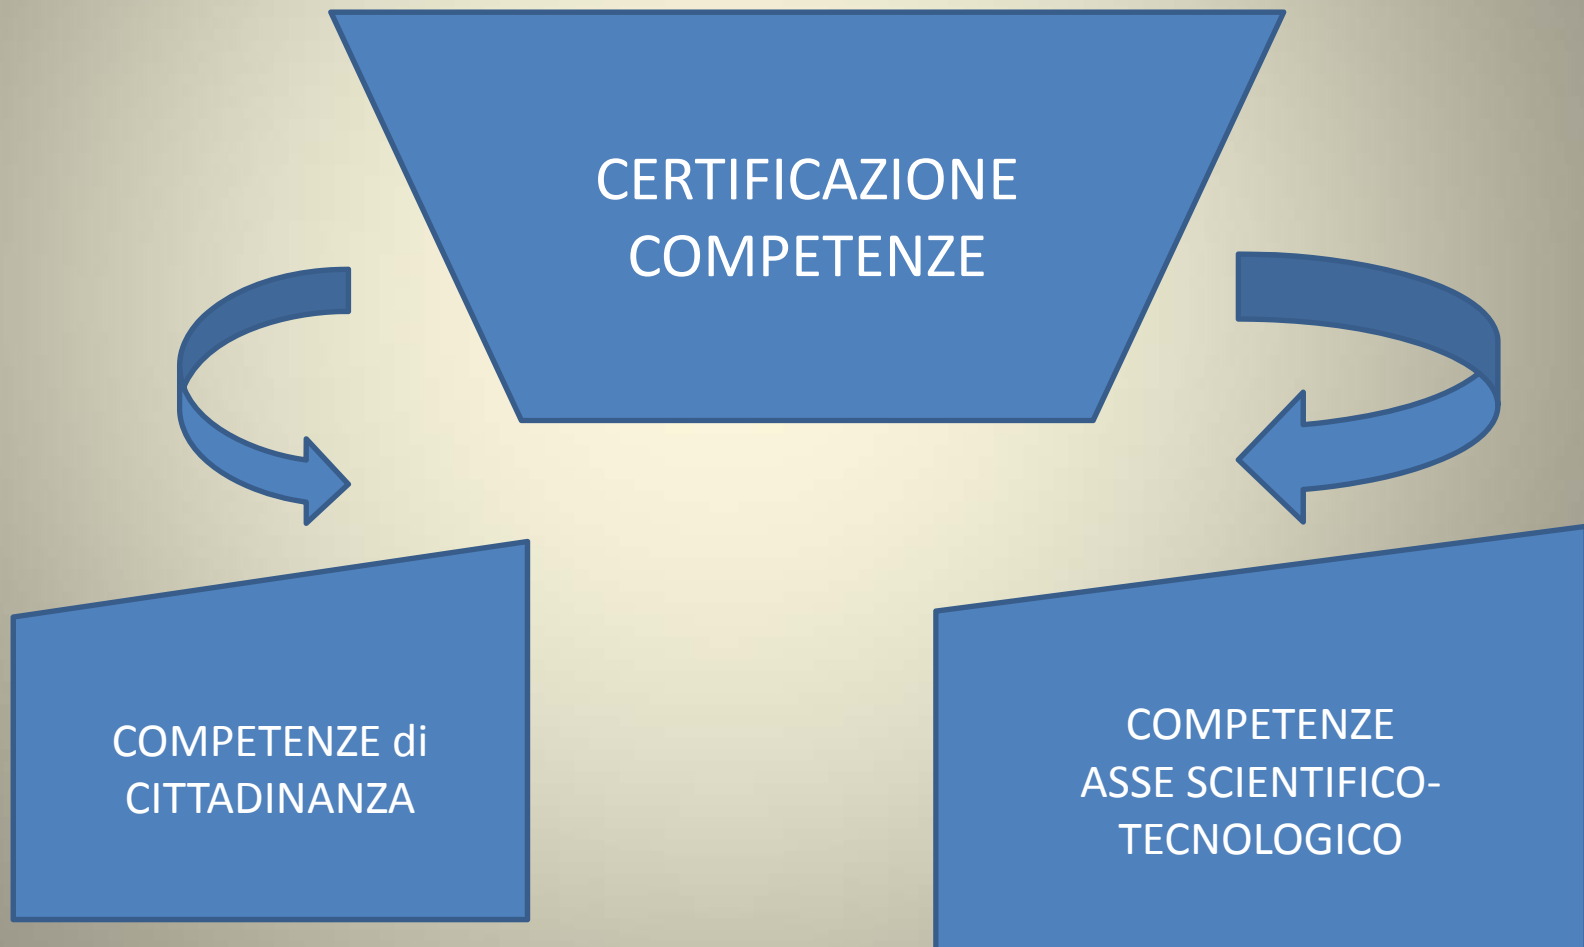 CERTIFICAZIONE
COMPETENZE
COMPETENZE di
CITTADINANZA
COMPETENZE
ASSE SCIENTIFICO-
TECNOLOGICO